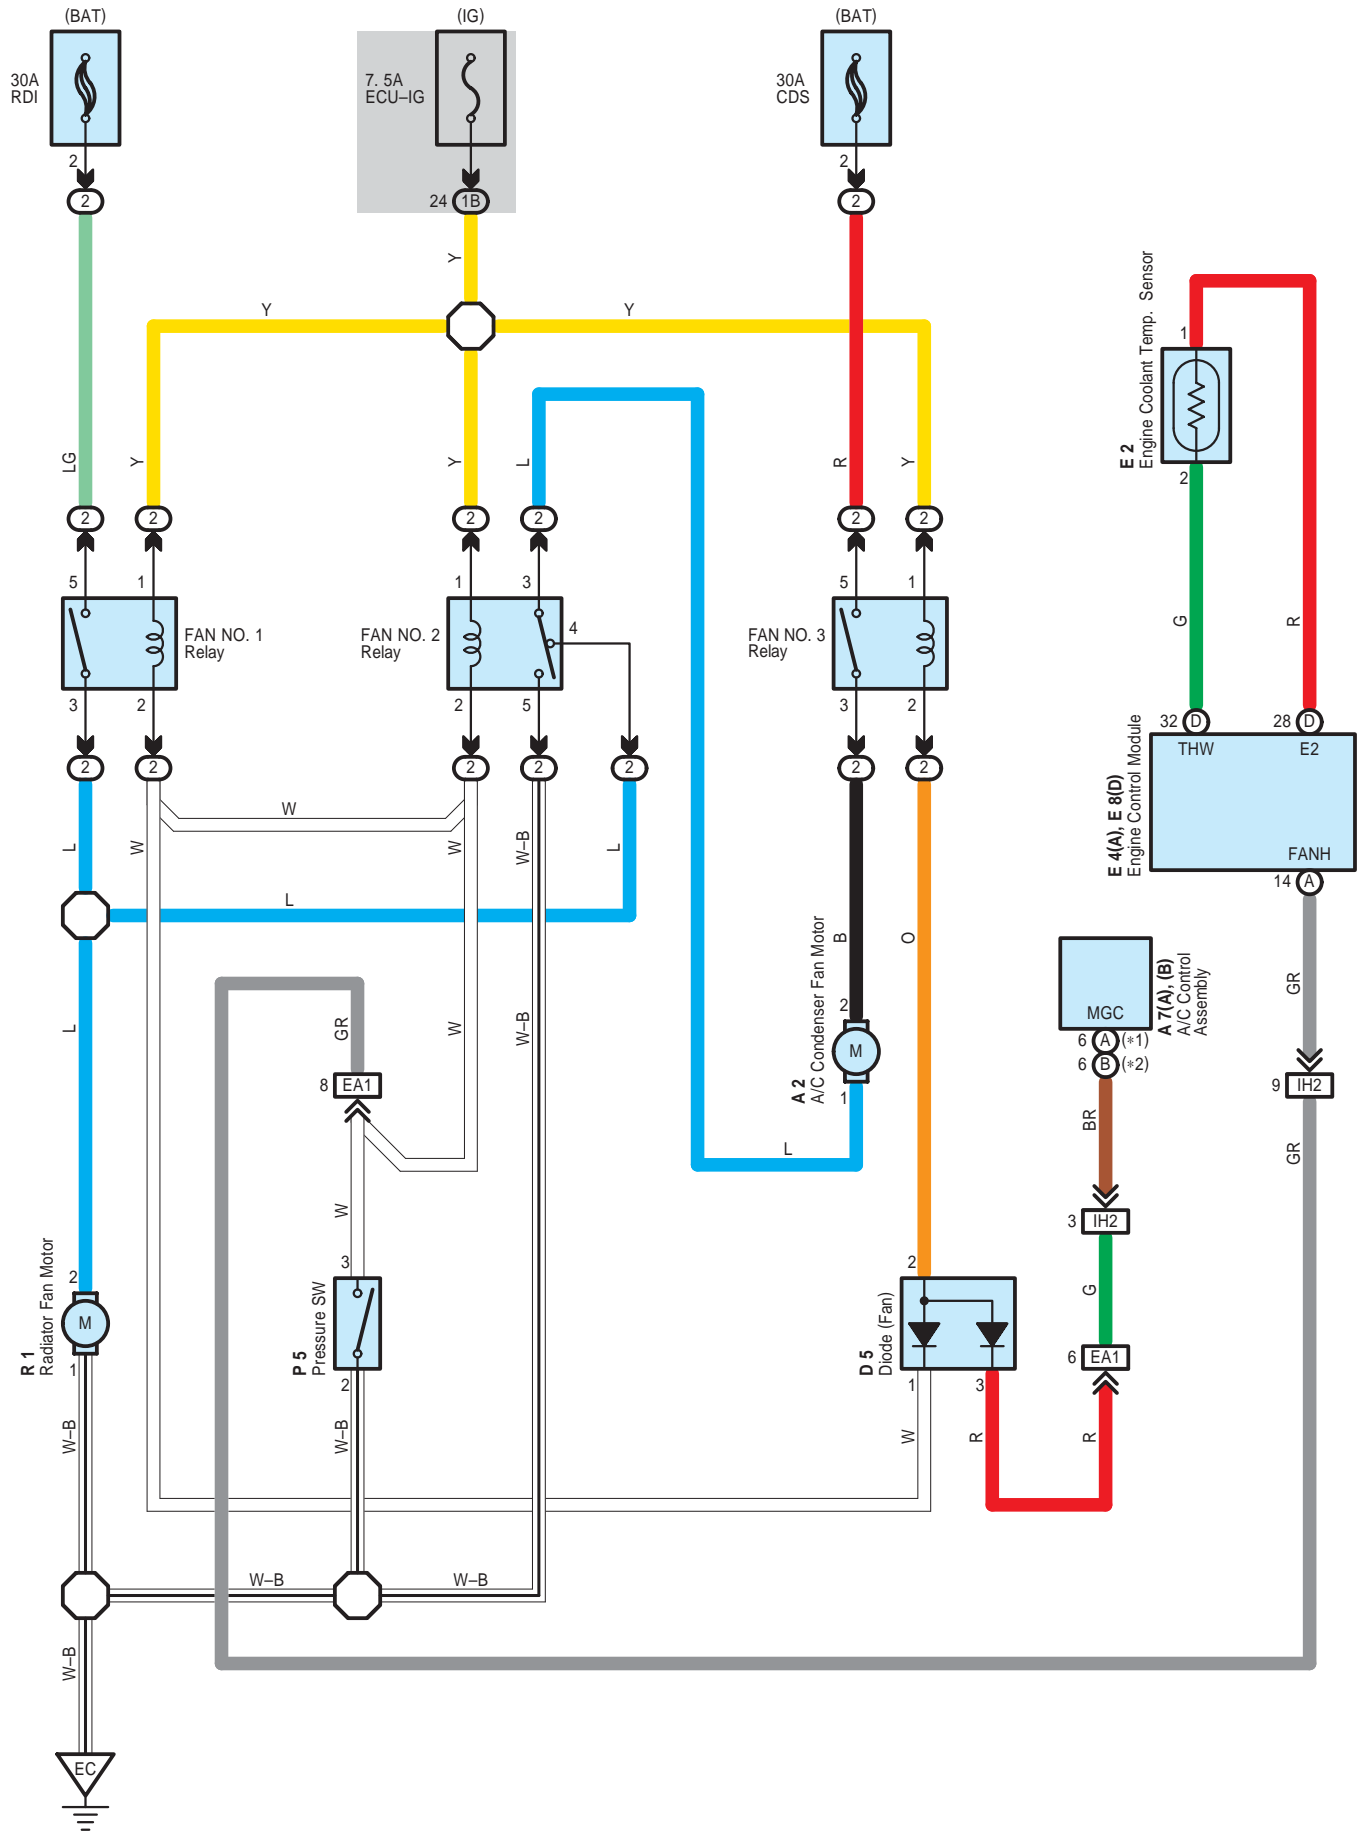 (BAT)
(IG)
(BAT)
30A
RDI
7. 5A
ECU–IG
30A
CDS
2
2
2
24
1B
2
2
Y
Y
Y
LG
Y
Y
L
R
Y
E 2
Engine Coolant Temp. Sensor
1
2
G
R
2
2
2
2
2
2
5
1
1
3
5
1
FAN NO. 1
Relay
FAN NO. 2
Relay
4
FAN NO. 3
Relay
3
2
2
5
3
2
2
2
2
2
2
2
2
32
D
28
D
THW
E2
E 4(A), E 8(D)
Engine Control Module
FANH
14
A
W
L
W
W
W–B
L
L
B
O
GR
L
GR
W
W–B
A 2
A/C Condenser Fan Motor
2
M
1
MGC
A 7(A), (B)
A/C Control
Assembly
6
A
(∗1)
6
B
(∗2)
8
EA1
9
IH2
BR
GR
L
W
3
IH2
G
R 1
Radiator Fan Motor
2
M
1
P 5
Pressure SW
3
2
D 5
Diode (Fan)
2
1
3
6
EA1
W–B
W–B
W
R
R
W–B
W–B
W–B
EC